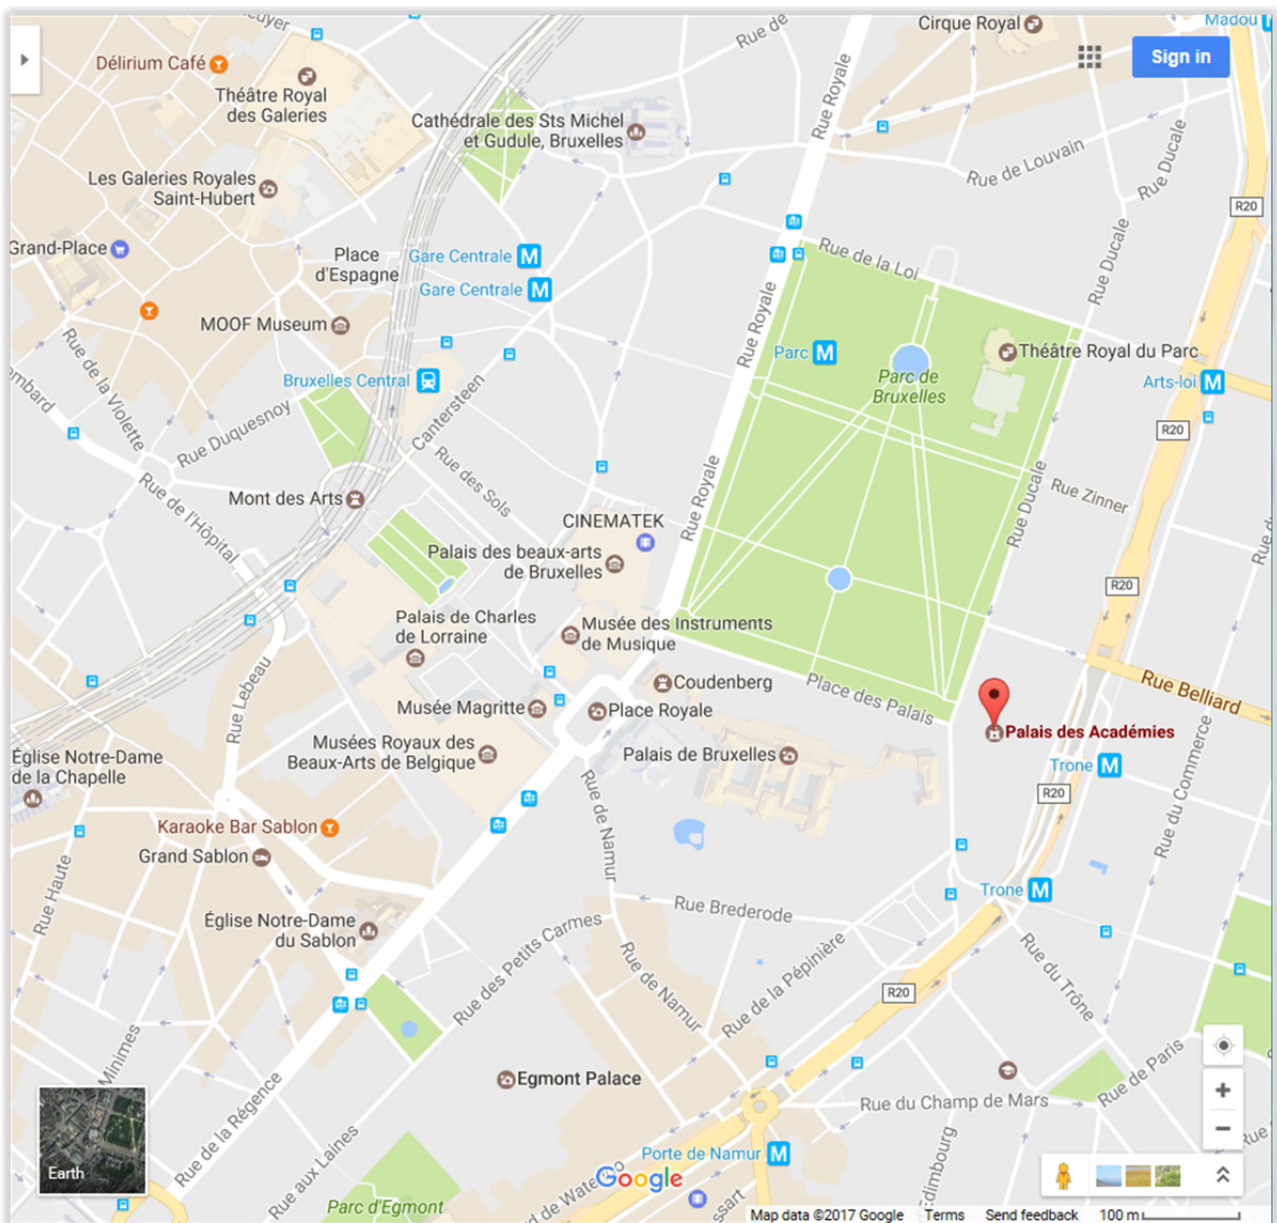 Cirque Royal
Madou
Rue de
Sign in
Délirium Café
Théâtre Royal
des Galeries
Cathédrale des Sts Michel
et Gudule, Bruxelles
Rue Royale
Rue de Louvain
Rue Ducale
Les Galeries Royales
Saint-Hubert
R20
Grand-Place
Place
d'Espagne
Gare Centrale
Gare Centrale
Rue de la Loi
Rue Ducale
MOOF Museum
Rue Royale
Parc
Théâtre Royal du Parc
Bruxelles Central
Parc de
Bruxelles
Arts-loi
Rue de la Violette
Rue Duquesnoy
Cantersteen
R20
Rue des Sols
Rue Royale
Rue Ducale
Rue Zinner
Mont des Arts
Rue de l'Hôpital
CINEMATEK
Palais des beaux-arts
de Bruxelles
R20
Palais de Charles
de Lorraine
Musée des Instruments
de Musique
Rue Lebeau
Coudenberg
Place des Palais
Rue Belliard
Musée Magritte
Place Royale
Palais des Académies
Musées Royaux des
Beaux-Arts de Belgique
Palais de Bruxelles
Trone
Église Notre-Dame
de la Chapelle
R20
Rue du Commerce
Rue de Namur
Karaoke Bar Sablon
Grand Sablon
Rue Haute
Trone
Rue Brederode
Église Notre-Dame
du Sablon
Rue des Petits Carmes
Rue de Namur
Rue de la Pépinière
Rue du Trône
R20
Minimes
Egmont Palace
Rue de la Régence
Rue aux Laines
Rue du Champ de Mars
Rue de Paris
Porte de Namur
Earth
Parc d'Egmont
Google
Map data ©2017 Google
Terms
Send feedback
100 m